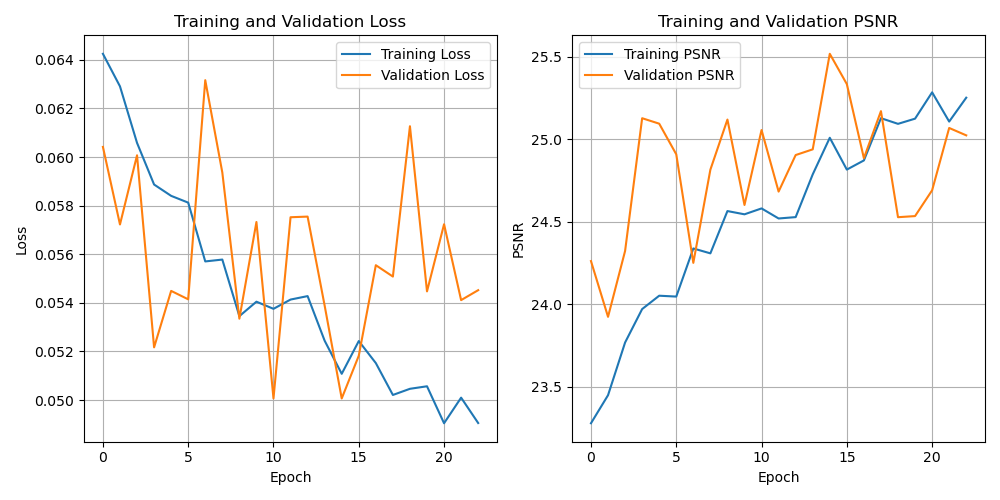 Training and Validation Loss
Training Loss
Validation Loss
0.064
0.062
0.060
0.058
0.056
0.054
0.052
0.050
Loss
0 5 10 15 20
Epoch
Training and Validation PSNR
Training PSNR
Validation PSNR
25.5
25.0
24.5
24.0
23.5
PSNR
0 5 10 15 20
Epoch